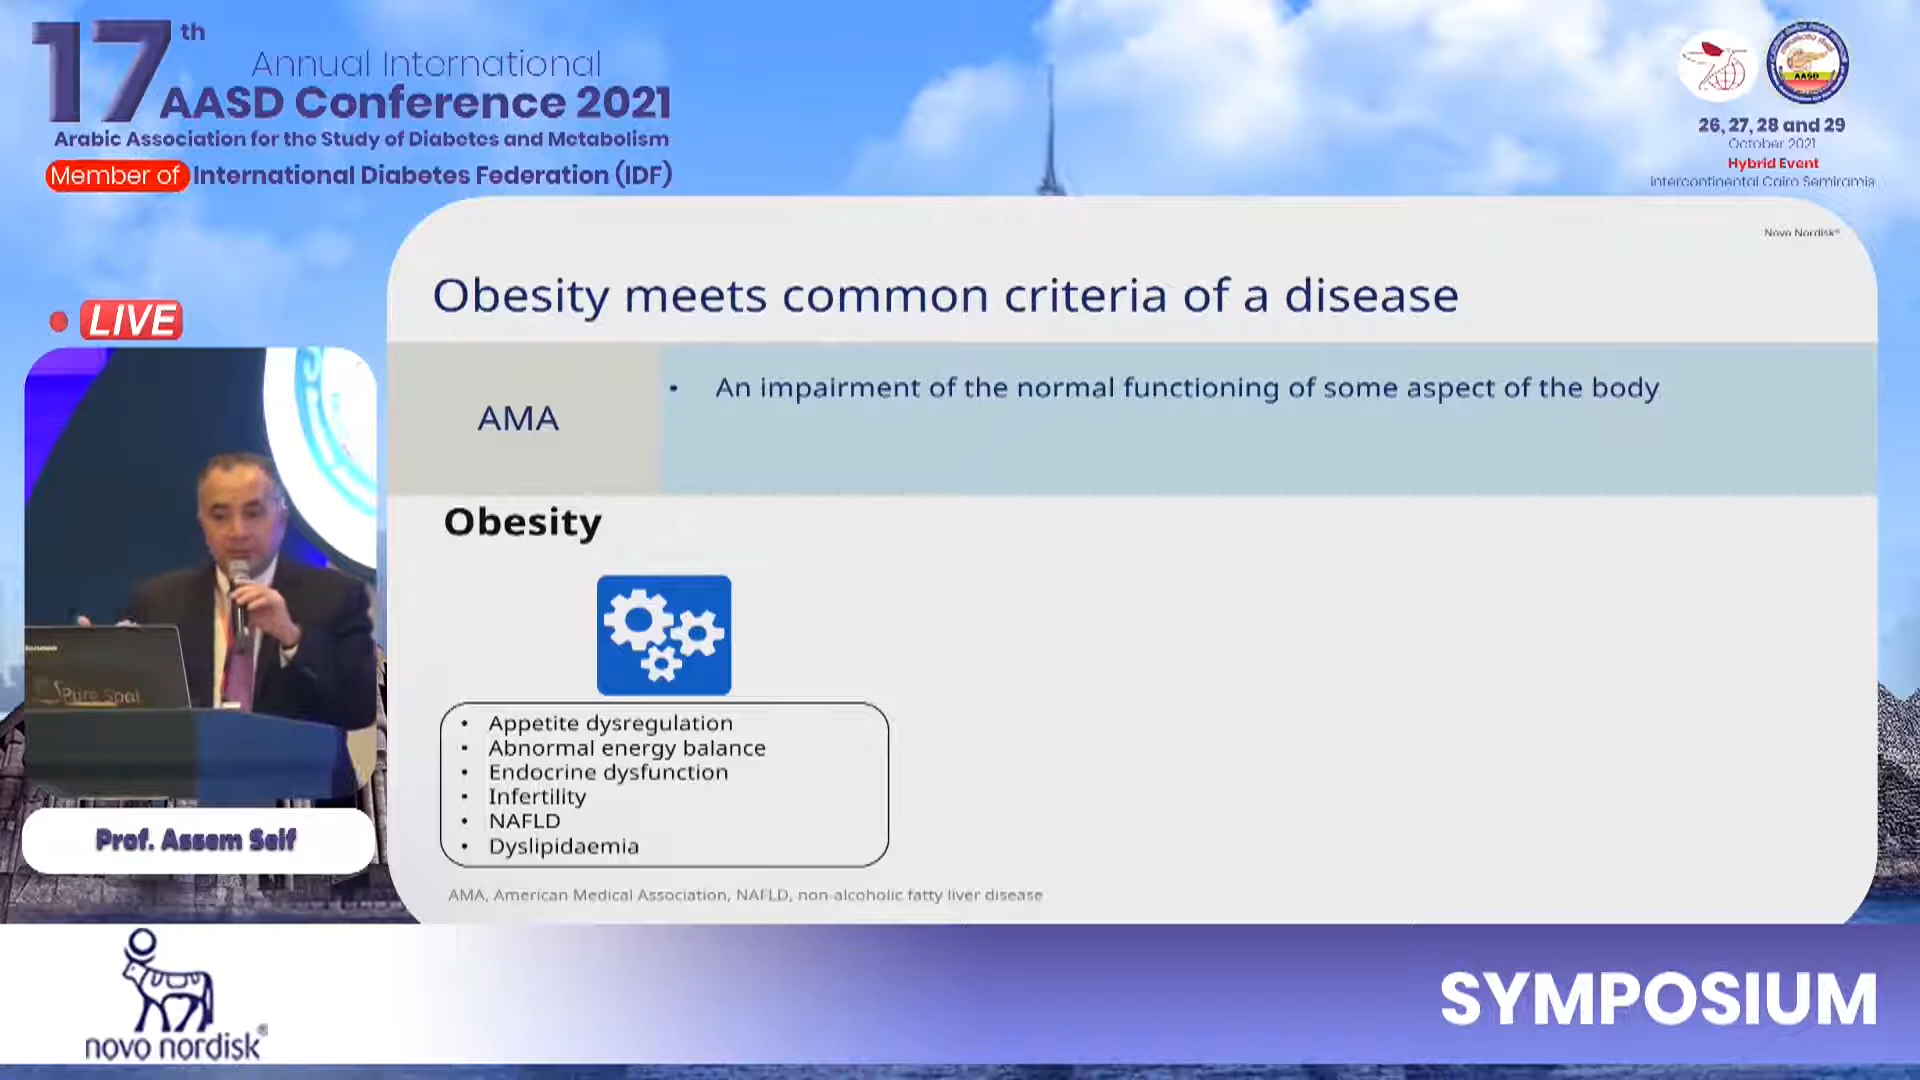 17th
Annual International
AASD Conference 2021
Arabic Association for the Study of Diabetes and Metabolism
Member of International Diabetes Federation (IDF)
AASD
26, 27, 28 and 29
October 2021
Hybrid Event
Intercontinental Cairo Semiramis
Novo Nordisk®
Obesity meets common criteria of a disease
LIVE
AMA
• An impairment of the normal functioning of some aspect of the body
Obesity
• Appetite dysregulation
• Abnormal energy balance
• Endocrine dysfunction
• Infertility
• NAFLD
• Dyslipidaemia
AMA, American Medical Association, NAFLD, non-alcoholic fatty liver disease
lenovo
Prof. Assem Seif
novo nordisk®
SYMPOSIUM